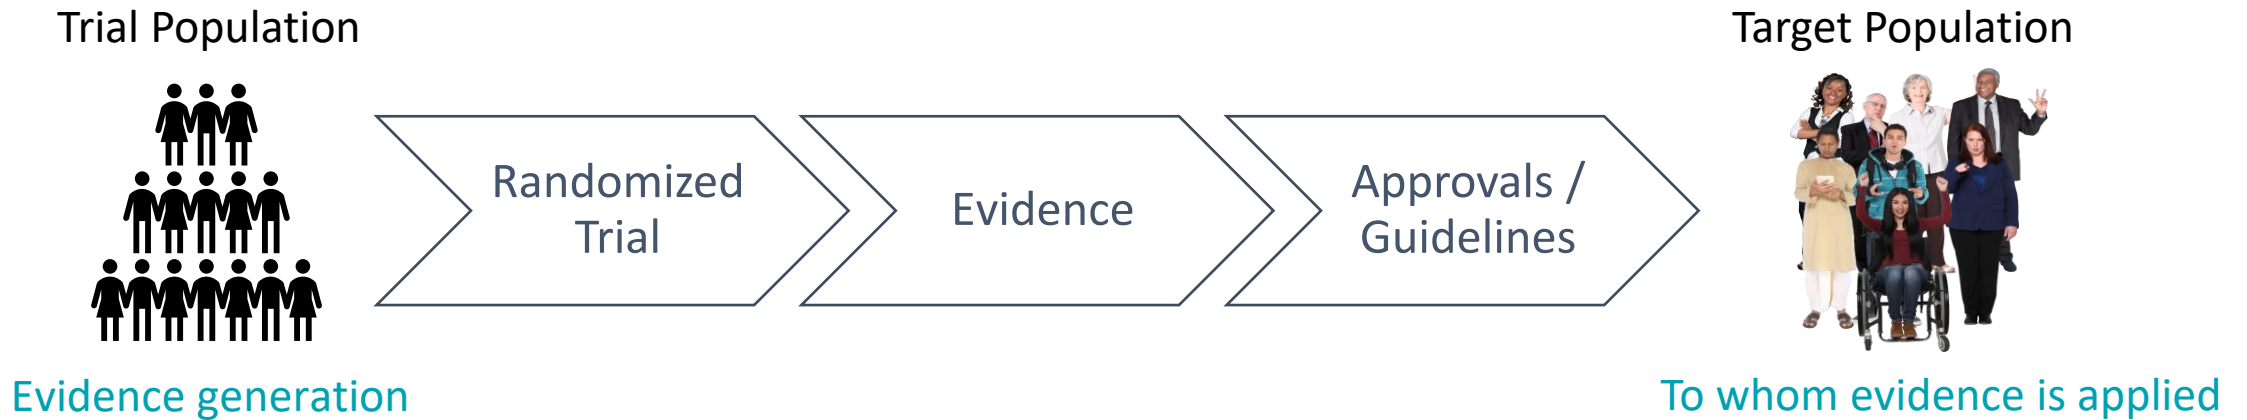 Trial Population
Target Population
Randomized
Trial
Evidence
Approvals /
Guidelines
Evidence generation
To whom evidence is applied